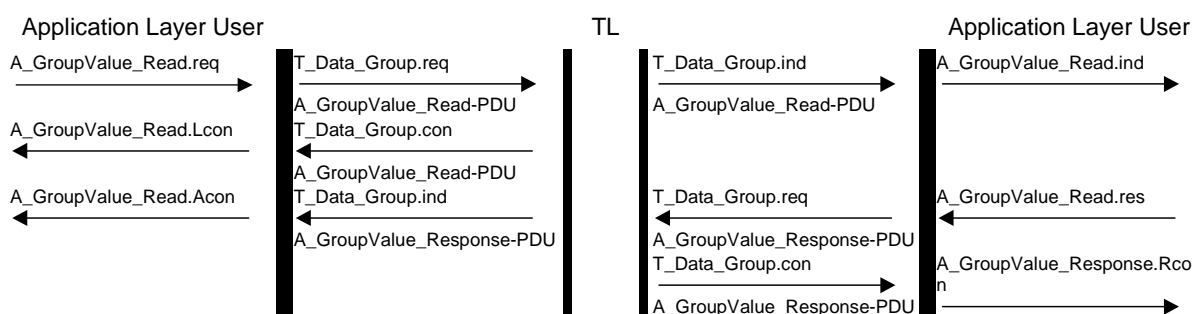 Application Layer User TL Application Layer User
A_GroupValue_Read.req T_Data_Group.req T_Data_Group.ind A_GroupValue_Read.ind
A_GroupValue_Read-PDU A_GroupValue_Read-PDU
A_GroupValue_Read.Lcon T_Data_Group.con
A_GroupValue_Read-PDU
A_GroupValue_Read.Acon T_Data_Group.ind T_Data_Group.req A_GroupValue_Read.res
A_GroupValue_Response-PDU A_GroupValue_Response-PDU
T_Data_Group.con A_GroupValue_Response.Rco
n
A_GroupValue_Response-PDU